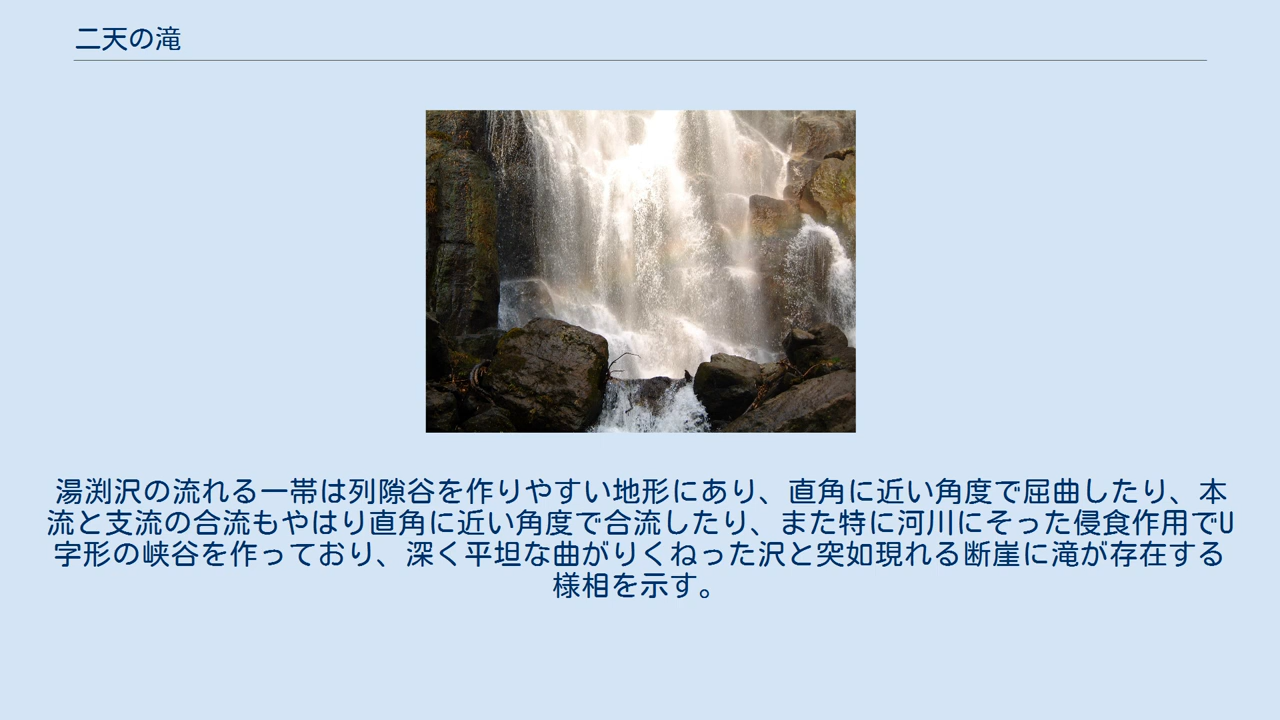 二天の滝
湯渕沢の流れる一帯は列隙谷を作りやすい地形にあり、直角に近い角度で屈曲したり、本
流と支流の合流もやはり直角に近い角度で合流したり、また特に河川にそった侵食作用でU
字形の峡谷を作っており、深く平坦な曲がりくねった沢と突如現れる断崖に滝が存在する
様相を示す。